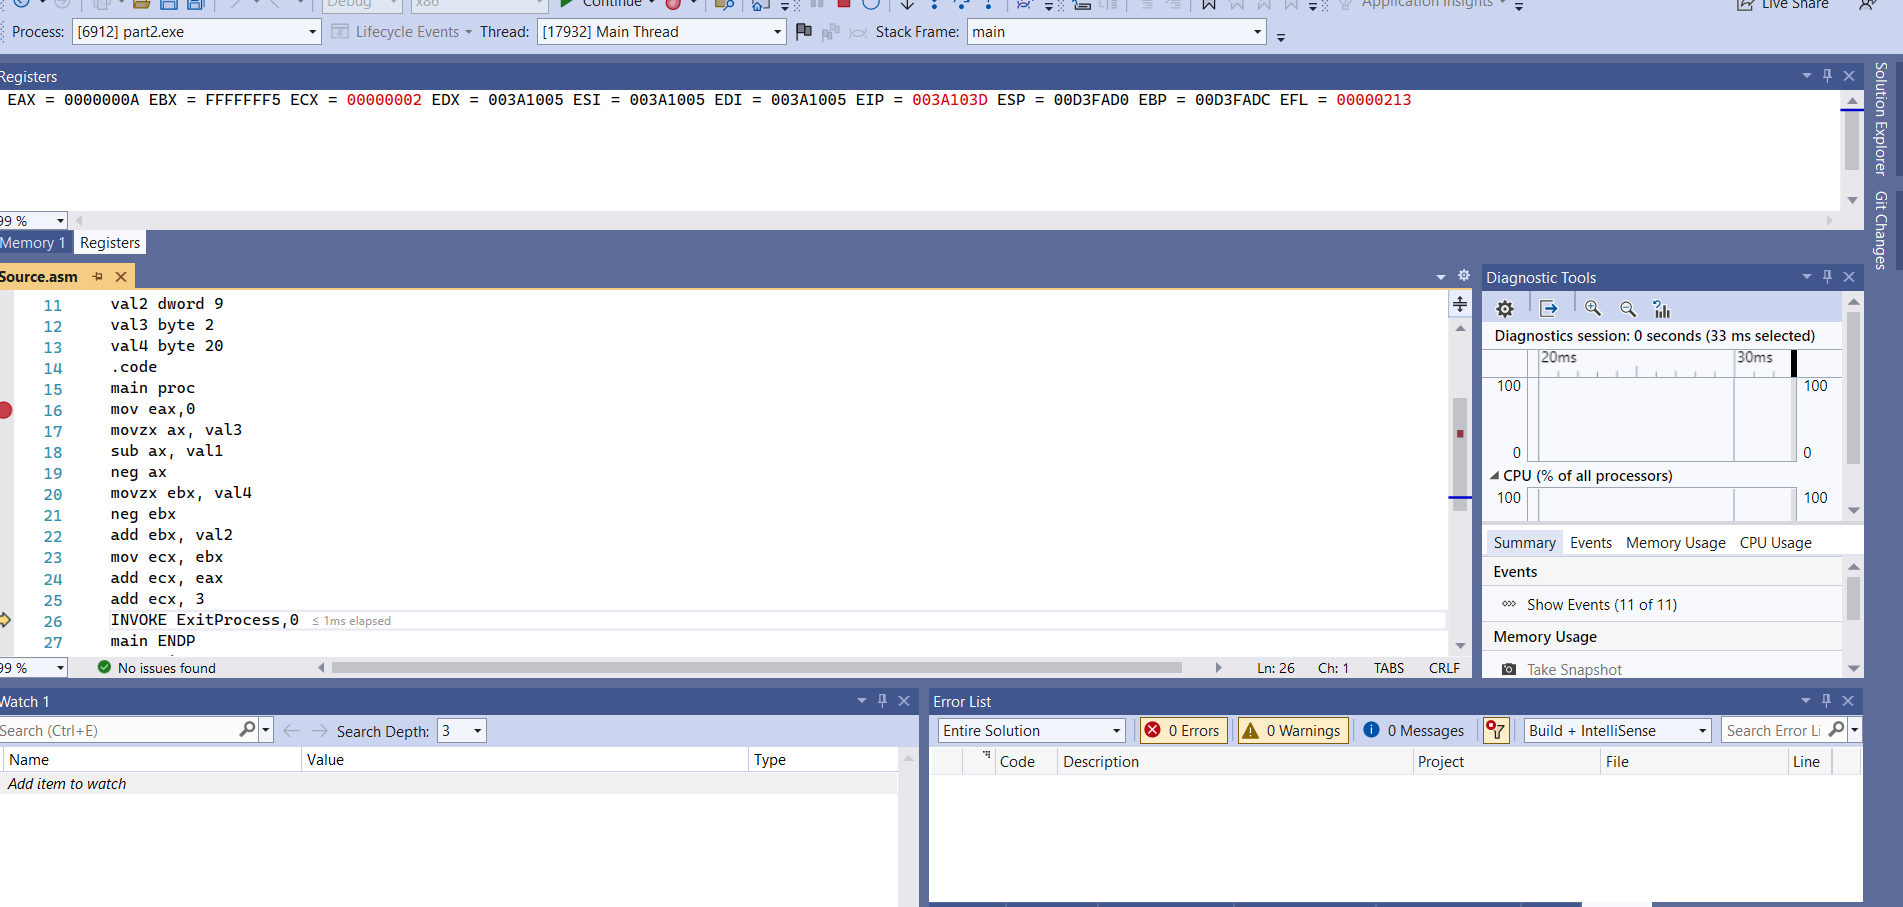 Debug x86 Continue Application Insights Live Share
Process: [6912] part2.exe Lifecycle Events Thread: [17932] Main Thread Stack Frame: main
Registers
EAX = 0000000A EBX = FFFFFFF5 ECX = 00000002 EDX = 003A1005 ESI = 003A1005 EDI = 003A1005 EIP = 003A103D ESP = 00D3FAD0 EBP = 00D3FADC EFL = 00000213
99 %
Memory 1 Registers
Solution Explorer
Git Changes
Source.asm
11 val2 dword 9
12 val3 byte 2
13 val4 byte 20
14 .code
15 main proc
16 mov eax,0
17 movzx ax, val3
18 sub ax, val1
19 neg ax
20 movzx ebx, val4
21 neg ebx
22 add ebx, val2
23 mov ecx, ebx
24 add ecx, eax
25 add ecx, 3
26 INVOKE ExitProcess,0 ≤ 1ms elapsed
27 main ENDP
99 % No issues found Ln: 26 Ch: 1 TABS CRLF
Diagnostic Tools
Diagnostics session: 0 seconds (33 ms selected)
20ms 30ms
100 100
0 0
CPU (% of all processors)
100 100
Summary Events Memory Usage CPU Usage
Events
Show Events (11 of 11)
Memory Usage
Take Snapshot
Watch 1
Search (Ctrl+E) Search Depth: 3
Name Value Type
Add item to watch
Error List
Entire Solution 0 Errors 0 Warnings 0 Messages Build + IntelliSense Search Error Li
Code Description Project File Line